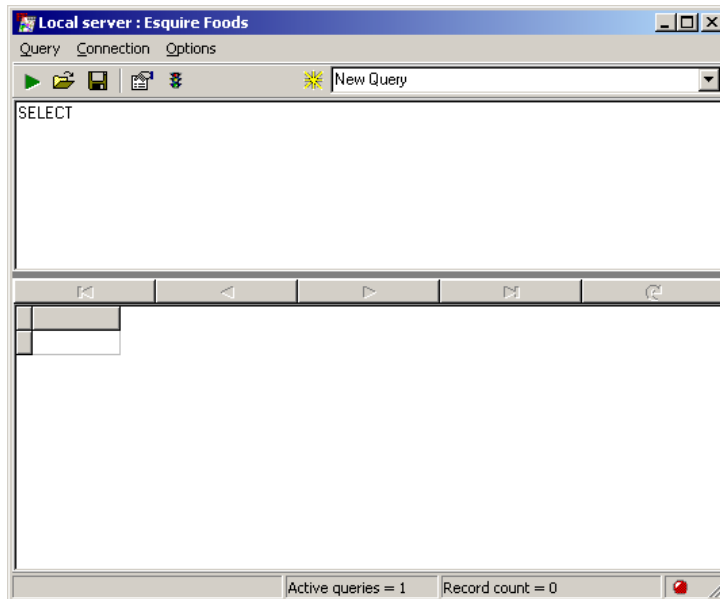 Local server : Esquire Foods
Query Connection Options
New Query
SELECT
Active queries = 1 Record count = 0